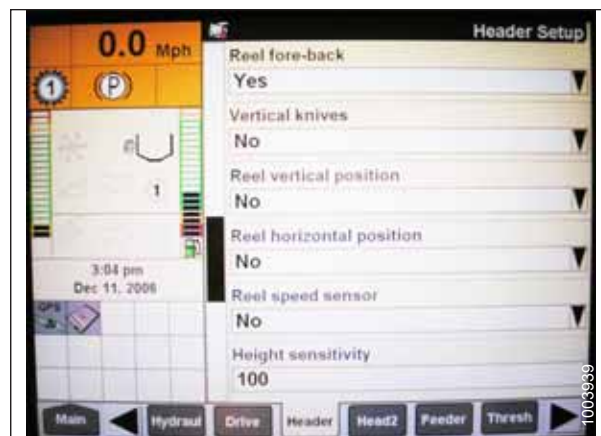 0.0 Mph
Header Setup
Reel fore-back
Yes
1
(P)
Vertical knives
No
Reel vertical position
No
1
Reel horizontal position
No
3:04 pm
Dec 11, 2006
Reel speed sensor
No
GPS
Height sensitivity
100
Main
Hydraul
Drive
Header
Head2
Feeder
Thresh
1003939